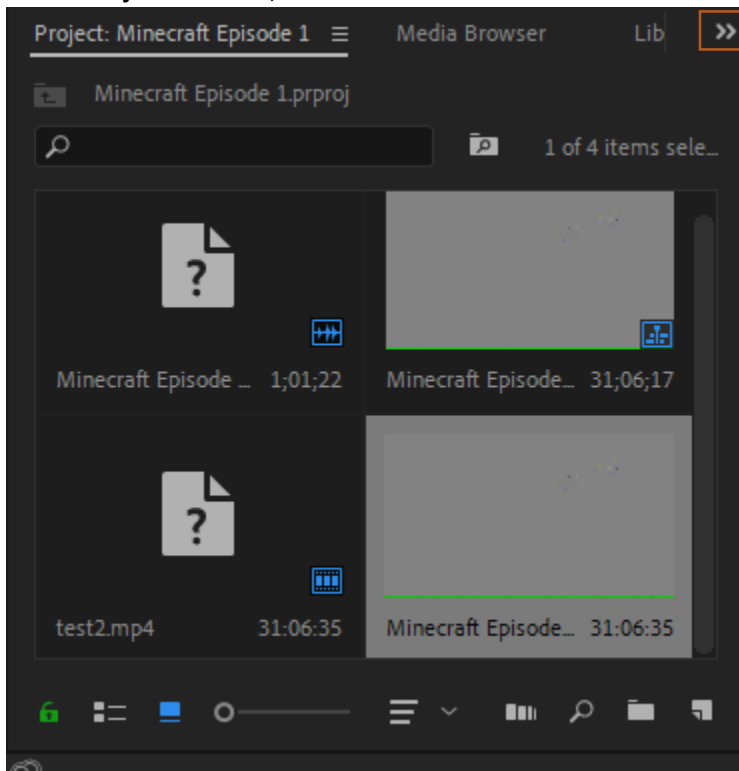 Project: Minecraft Episode 1 Media Browser Lib
Minecraft Episode 1.prproj
1 of 4 items sele...
Minecraft Episode ... 1;01;22 Minecraft Episode... 31;06;17
test2.mp4 31:06:35 Minecraft Episode... 31:06:35